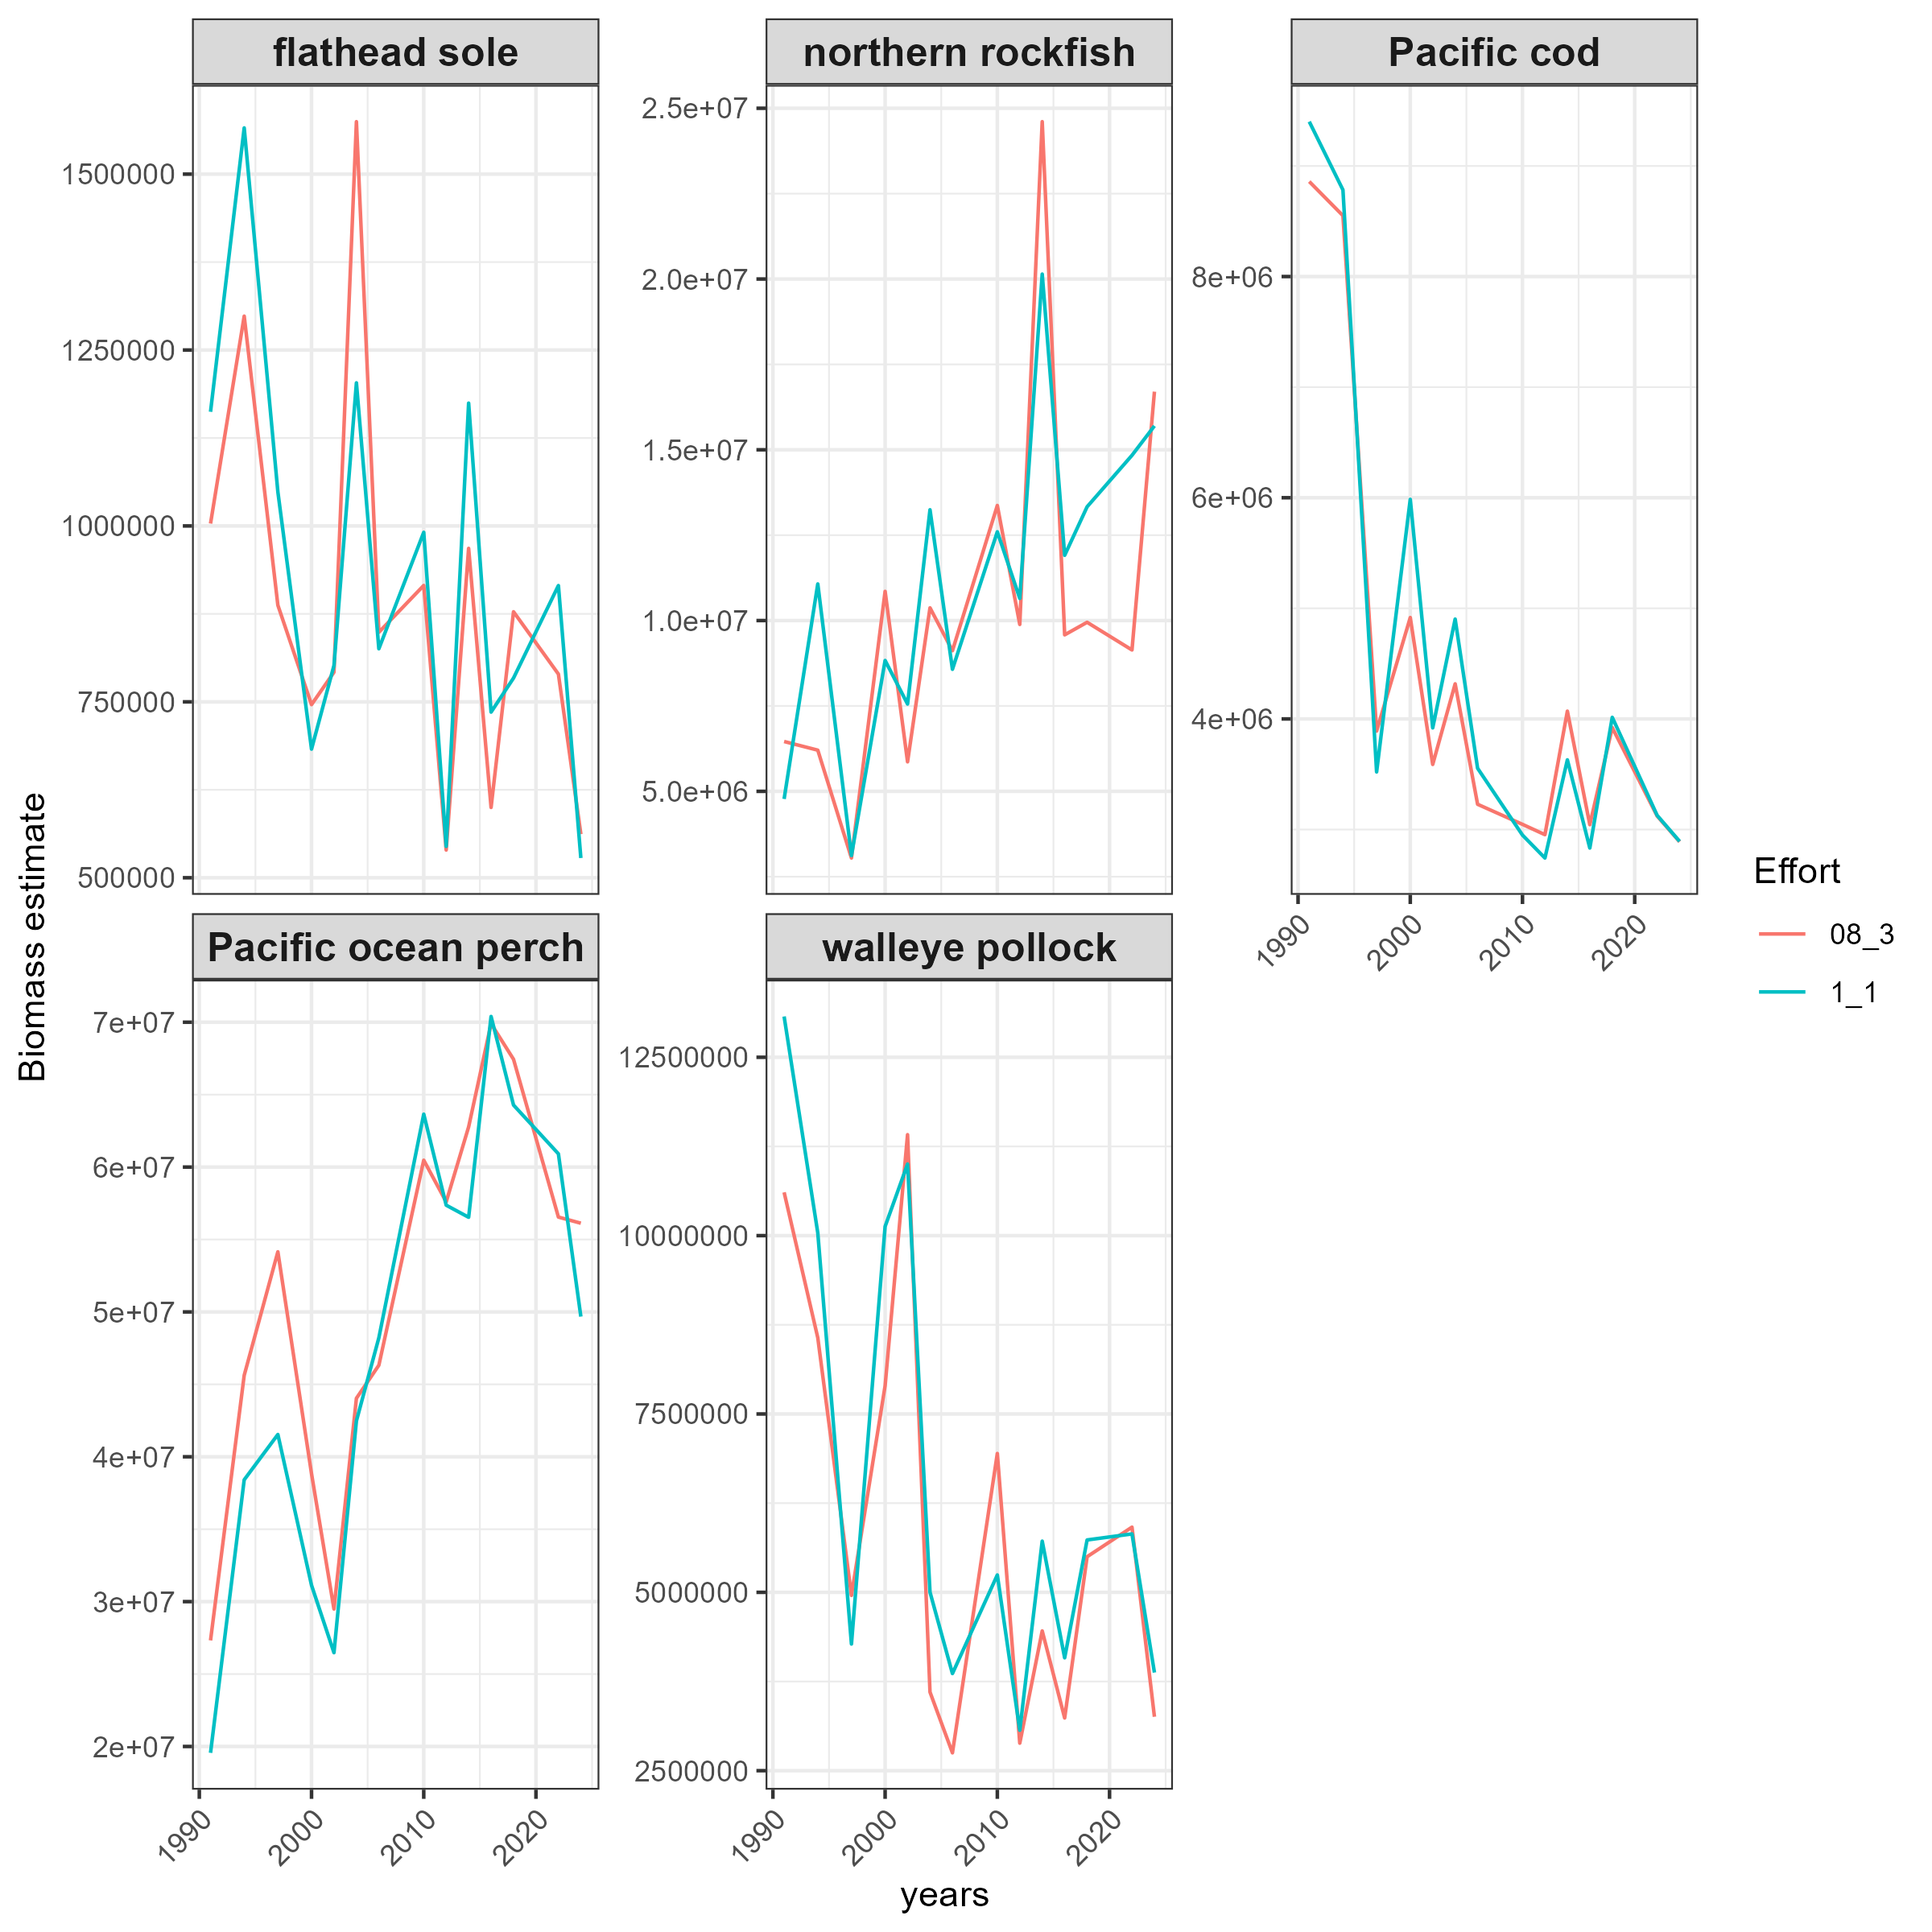 flathead sole
northern rockfish
Pacific cod
1500000
1250000
1000000
750000
500000
2.5e+07
2.0e+07
1.5e+07
1.0e+07
5.0e+06
8e+06
6e+06
4e+06
1990
2000
2010
2020
Biomass estimate
Effort
08_3
1_1
Pacific ocean perch
walleye pollock
7e+07
6e+07
5e+07
4e+07
3e+07
2e+07
12500000
10000000
7500000
5000000
2500000
1990
2000
2010
2020
1990
2000
2010
2020
years